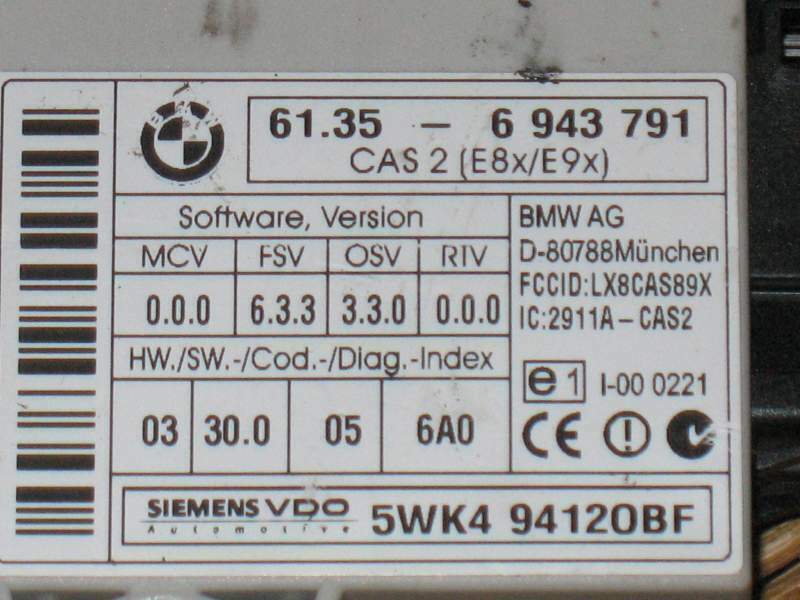 BMW
61.35 – 6 943 791
CAS 2 (E8x/E9x)
Software, Version
MCV FSV OSV RIV
0.0.0 6.3.3 3.3.0 0.0.0
HW./SW.-/Cod.-/Diag.-Index
03 30.0 05 6A0
BMW AG
D-80788München
FCCID:LX8CAS89X
IC:2911A–CAS2
e1 I-00 0221
CE
SIEMENS VDO
Automotive
5WK4 94120BF